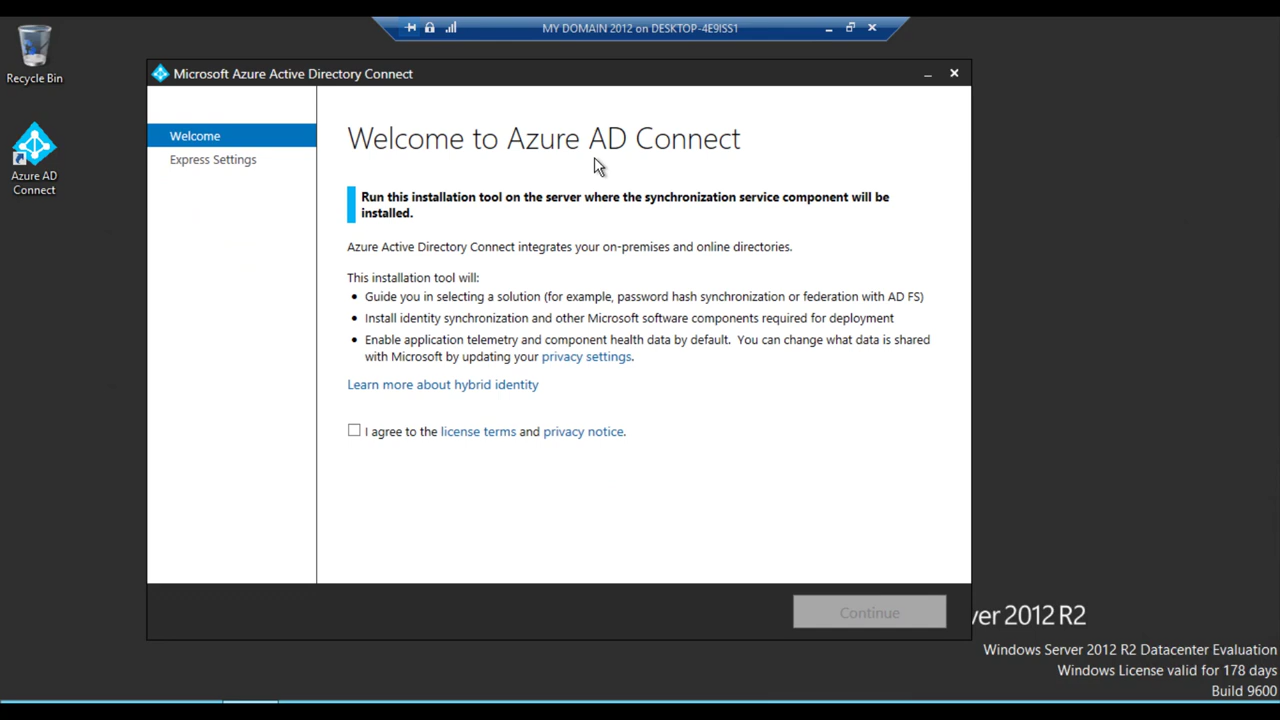 MY DOMAIN 2012 on DESKTOP-4E9ISS1
Recycle Bin
Azure AD
Connect
Microsoft Azure Active Directory Connect
Welcome
Express Settings
Welcome to Azure AD Connect
Run this installation tool on the server where the synchronization service component will be
installed.
Azure Active Directory Connect integrates your on-premises and online directories.
This installation tool will:
• Guide you in selecting a solution (for example, password hash synchronization or federation with AD FS)
• Install identity synchronization and other Microsoft software components required for deployment
• Enable application telemetry and component health data by default. You can change what data is shared
with Microsoft by updating your privacy settings.
Learn more about hybrid identity
I agree to the license terms and privacy notice.
Continue
ver 2012 R2
Windows Server 2012 R2 Datacenter Evaluation
Windows License valid for 178 days
Build 9600